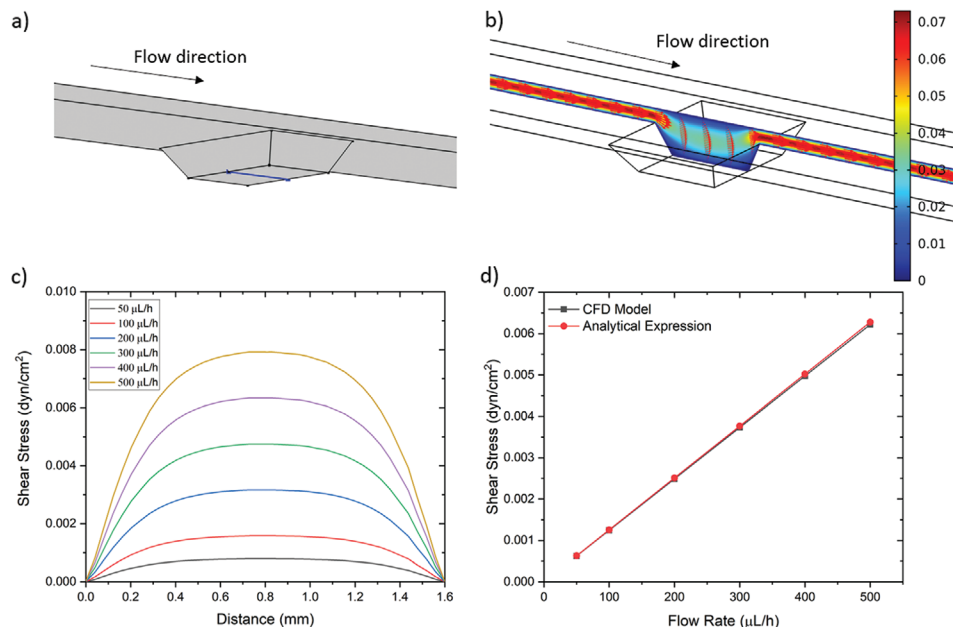 a)
Flow direction
b)
Flow direction
0.07
0.06
0.05
0.04
0.03
0.02
0.01
0
c)
0.010
0.008
0.006
0.004
0.002
0.000
Shear Stress (dyn/cm²)
50 µL/h
100 µL/h
200 µL/h
300 µL/h
400 µL/h
500 µL/h
0.0 0.2 0.4 0.6 0.8 1.0 1.2 1.4 1.6
Distance (mm)
d)
0.007
0.006
0.005
0.004
0.003
0.002
0.001
0.000
Shear Stress (dyn/cm²)
CFD Model
Analytical Expression
0 100 200 300 400 500
Flow Rate (µL/h)